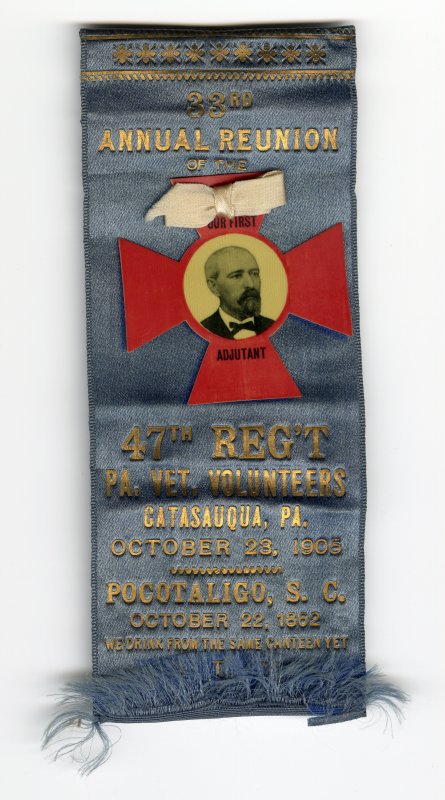 33RD
ANNUAL REUNION
OF THE
OUR FIRST
ADJUTANT
47TH REG'T
PA. VET. VOLUNTEERS
CATASAUQUA, PA.
OCTOBER 23, 1905
POCOTALIGO, S. C.
OCTOBER 22, 1862
WE DRINK FROM THE SAME CANTEEN YET